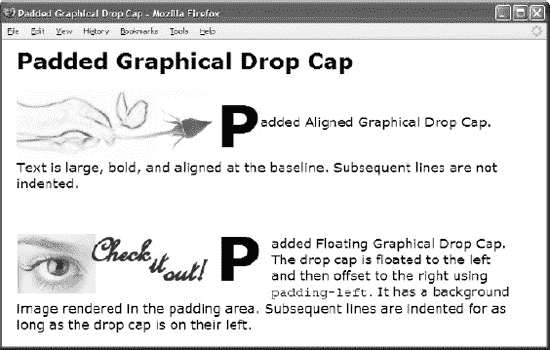 Padded Graphical Drop Cap - Mozilla Firefox
File Edit View History Bookmarks Tools Help
Padded Graphical Drop Cap
Padded Aligned Graphical Drop Cap.
Text is large, bold, and aligned at the baseline. Subsequent lines are not
indented.
Check it out!
Padded Floating Graphical Drop Cap.
The drop cap is floated to the left
and then offset to the right using
padding-left. It has a background
image rendered in the padding area. Subsequent lines are indented for as
long as the drop cap is on their left.